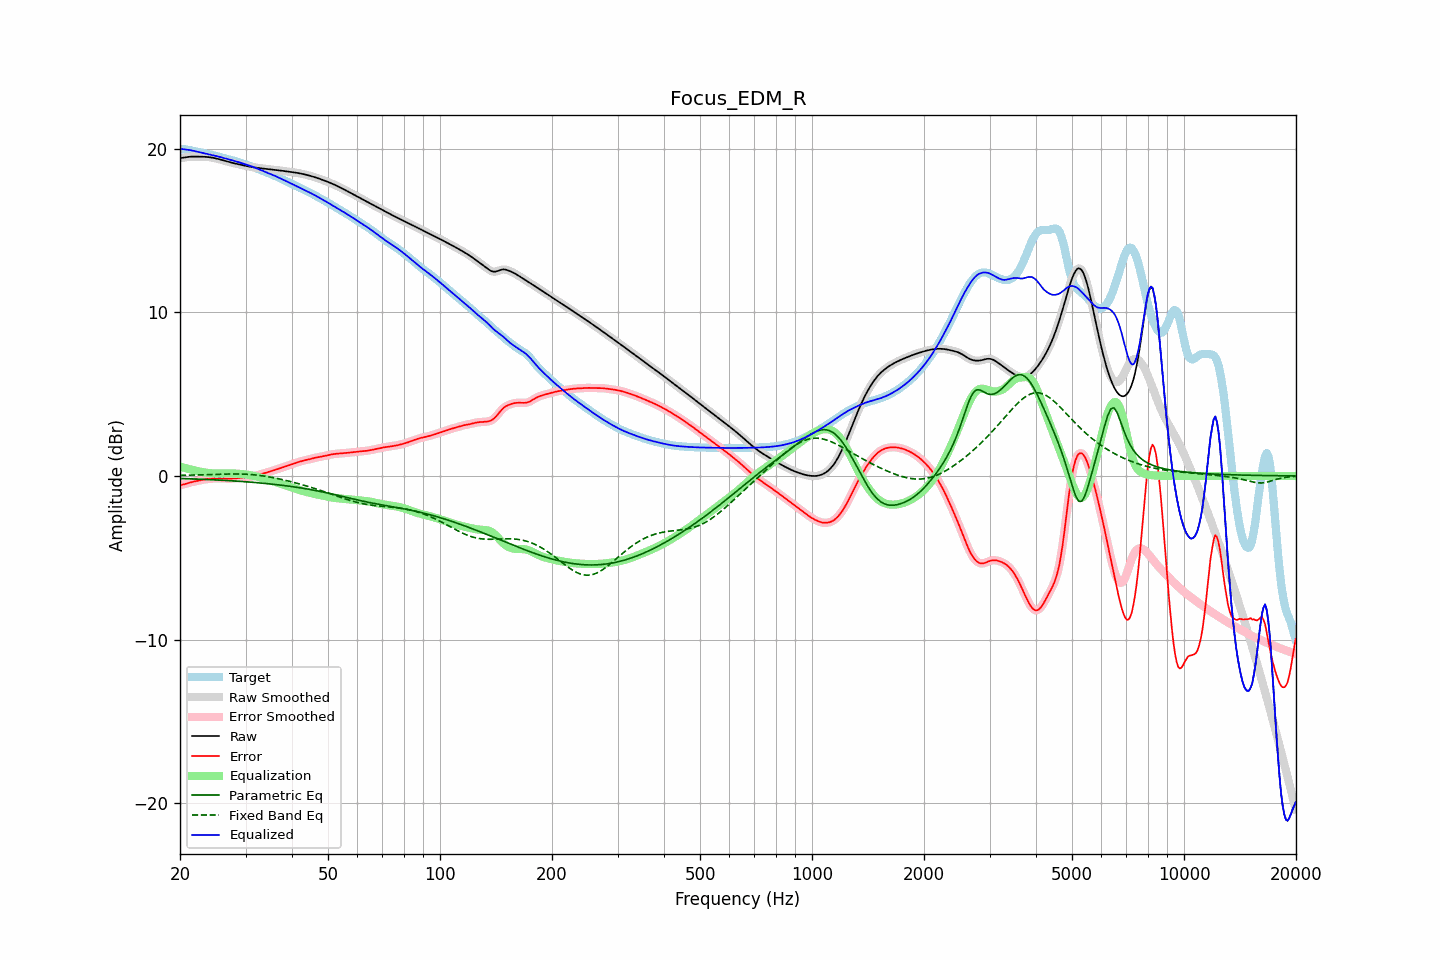 Focus_EDM_R
Amplitude (dBr)
20
10
0
−10
−20
Target
Raw Smoothed
Error Smoothed
Raw
Error
Equalization
Parametric Eq
Fixed Band Eq
Equalized
20 50 100 200 500 1000 2000 5000 10000 20000
Frequency (Hz)